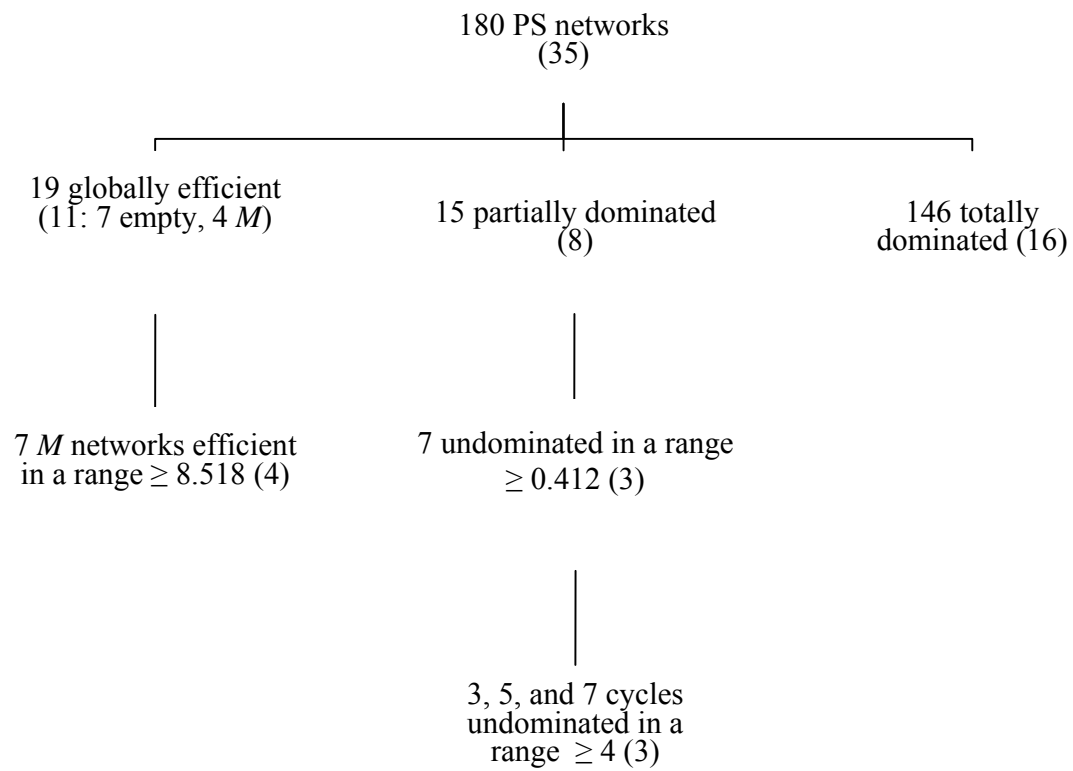 180 PS networks
(35)
19 globally efficient
(11: 7 empty, 4 M)
15 partially dominated
(8)
146 totally
dominated (16)
7 M networks efficient
in a range ≥ 8.518 (4)
7 undominated in a range
≥ 0.412 (3)
3, 5, and 7 cycles
undominated in a
range ≥ 4 (3)